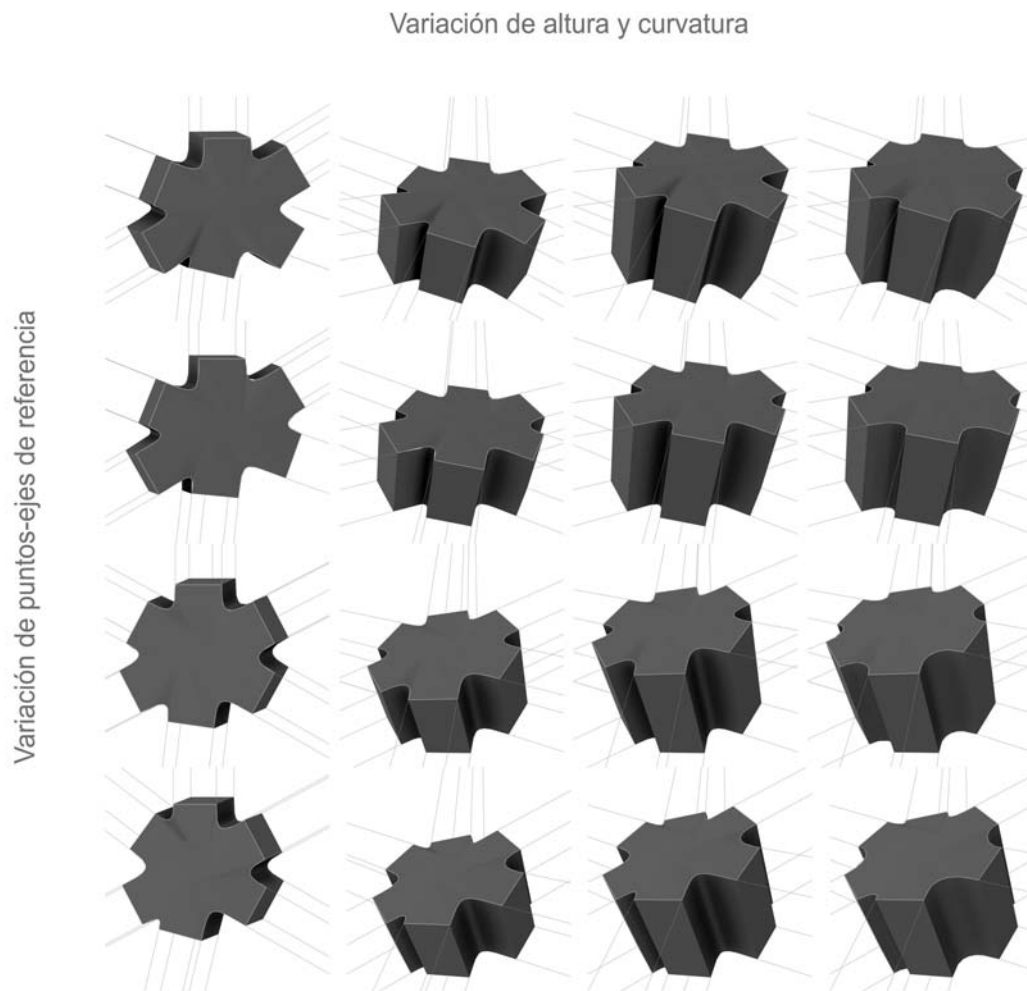 Variación de altura y curvatura
Variación de puntos-ejes de referencia